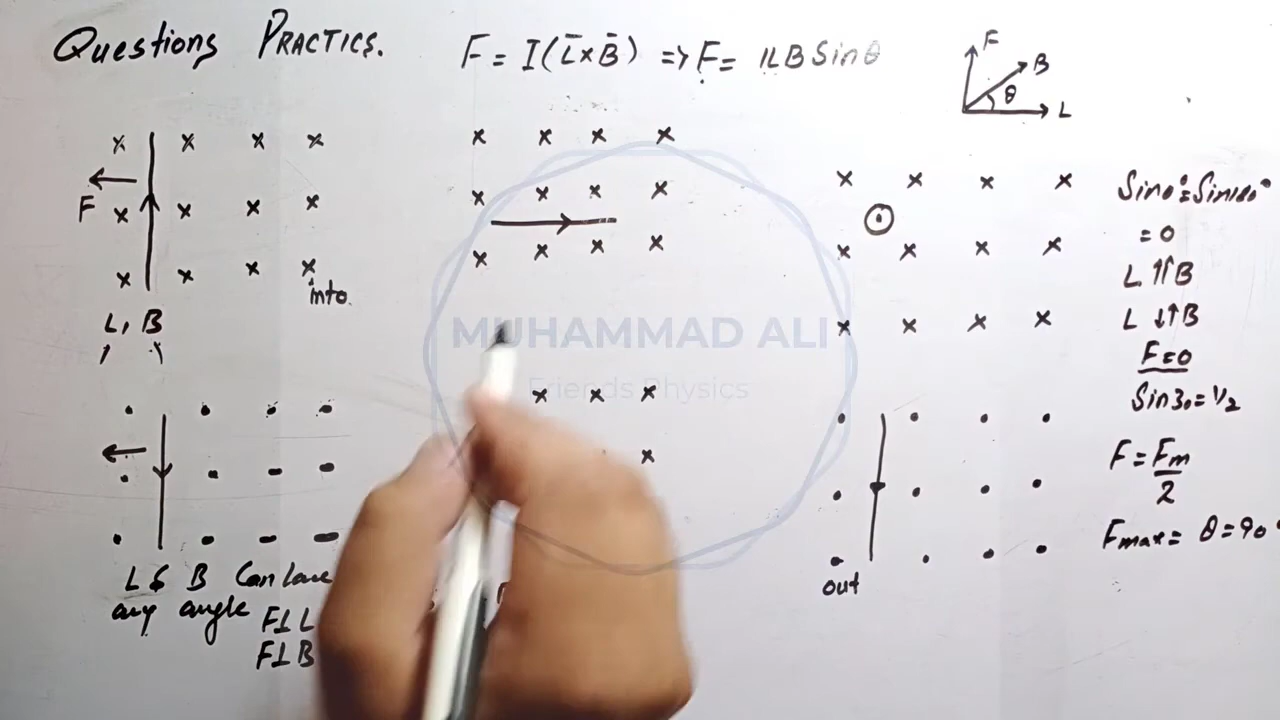 Questions PRACTICS.
F = I(L̄×B̄) => F = ILB Sinθ
F
B
θ
L
F
into
L, B
L & B Can
any angle
F⊥L
F⊥B
MUHAMMAD ALI
Friends Physics
out
Sin0° = Sin180°
= 0
L ↑↑ B
L ↓↑ B
F=0
Sin30 = 1/2
F = Fm
2
Fmax = θ = 90°